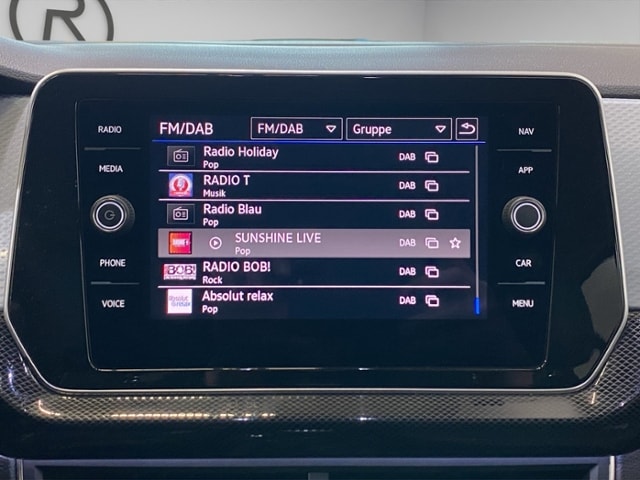 R
RADIO
MEDIA
PHONE
VOICE
FM/DAB
FM/DAB
Gruppe
Radio Holiday
Pop
DAB
RADIO T
Musik
DAB
Radio Blau
Pop
DAB
SUNSHINE LIVE
Pop
DAB
BOB!
RADIO BOB!
Rock
DAB
Absolut relax
Pop
DAB
NAV
APP
CAR
MENU